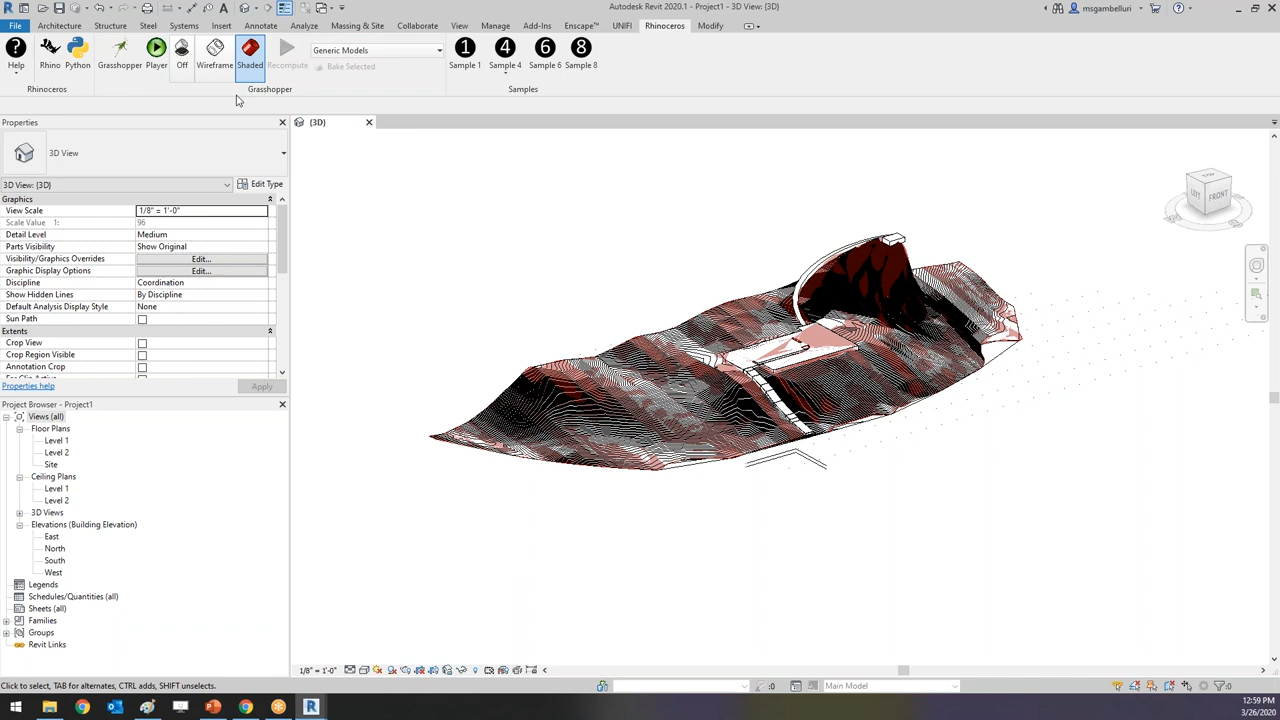 Autodesk Revit 2020.1 - Project1 - 3D View: {3D}
msgambelluri
File Architecture Structure Steel Systems Insert Annotate Analyze Massing & Site Collaborate View Manage Add-Ins Enscape™ UNIFI Rhinoceros Modify
Help Rhino Python Grasshopper Player Off Wireframe Shaded Recompute
Generic Models
Bake Selected
1 4 6 8
Sample 1 Sample 4 Sample 6 Sample 8
Rhinoceros Grasshopper Samples
Properties
{3D}
3D View
3D View: {3D} Edit Type
Graphics
View Scale 1/8" = 1'-0"
Scale Value 1: 96
Detail Level Medium
Parts Visibility Show Original
Visibility/Graphics Overrides Edit...
Graphic Display Options Edit...
Discipline Coordination
Show Hidden Lines By Discipline
Default Analysis Display Style None
Sun Path
Extents
Crop View
Crop Region Visible
Annotation Crop
Properties help Apply
Project Browser - Project1
Views (all)
Floor Plans
Level 1
Level 2
Site
Ceiling Plans
Level 1
Level 2
3D Views
Elevations (Building Elevation)
East
North
South
West
Legends
Schedules/Quantities (all)
Sheets (all)
Families
Groups
Revit Links
TOP
LEFT FRONT
1/8" = 1'-0"
Click to select, TAB for alternates, CTRL adds, SHIFT unselects.
:0 Main Model :0
12:59 PM
3/26/2020